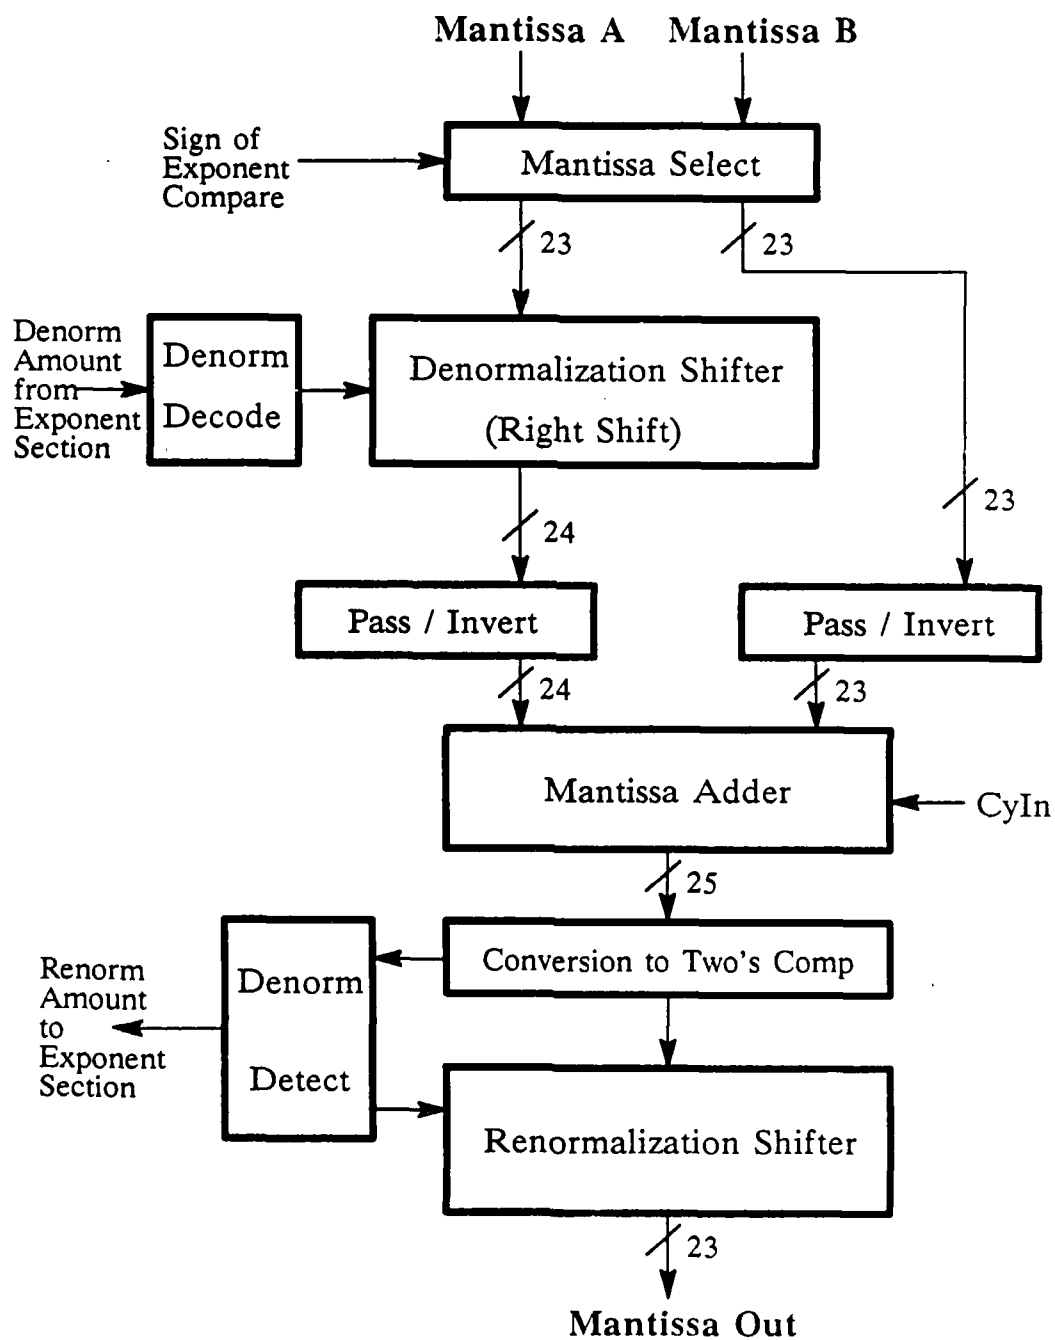 Mantissa A Mantissa B
Sign of
Exponent
Compare
Mantissa Select
23
23
Denorm
Amount
from
Exponent
Section
Denorm
Decode
Denormalization Shifter
(Right Shift)
23
24
Pass / Invert
Pass / Invert
24
23
Mantissa Adder
CyIn
25
Conversion to Two's Comp
Renorm
Amount
to
Exponent
Section
Denorm
Detect
Renormalization Shifter
23
Mantissa Out